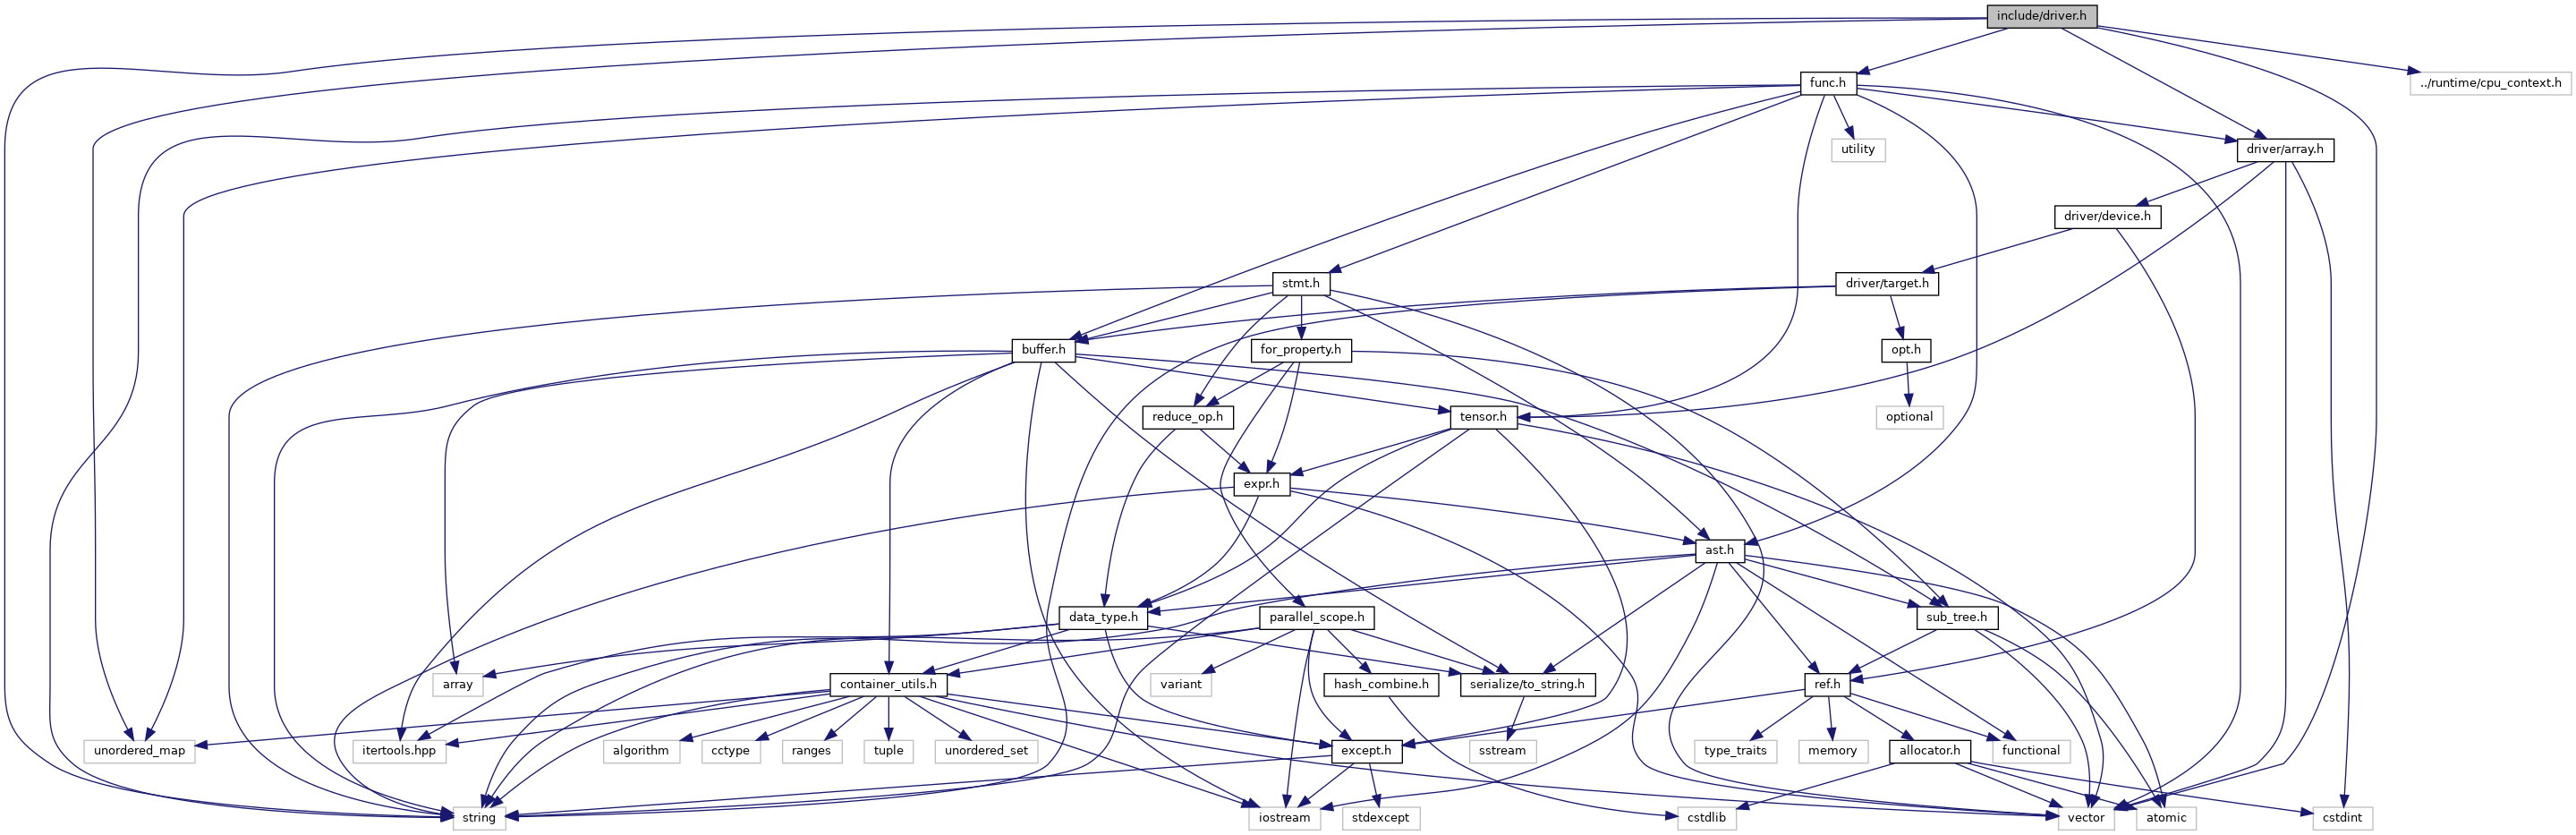 include/driver.h
func.h
../runtime/cpu_context.h
utility
driver/array.h
driver/device.h
stmt.h
driver/target.h
buffer.h
for_property.h
opt.h
reduce_op.h
tensor.h
optional
expr.h
ast.h
data_type.h
parallel_scope.h
sub_tree.h
array
container_utils.h
variant
hash_combine.h
serialize/to_string.h
ref.h
unordered_map
itertools.hpp
algorithm
cctype
ranges
tuple
unordered_set
except.h
sstream
type_traits
memory
allocator.h
functional
string
iostream
stdexcept
cstdlib
vector
atomic
cstdint